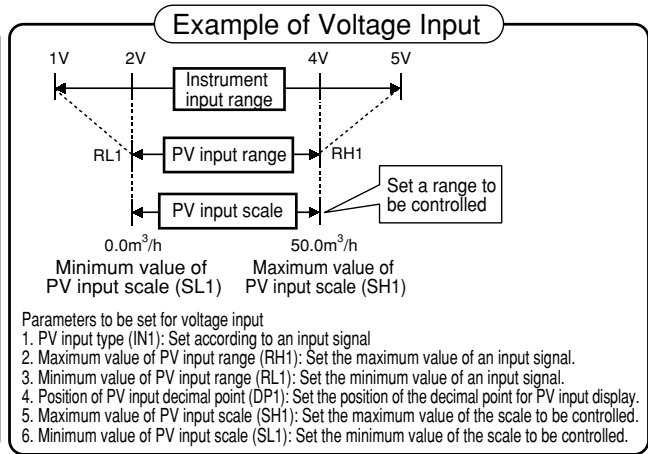 Example of Voltage Input
1V 2V 4V 5V
Instrument
input range
RL1 PV input range RH1
Set a range to
be controlled
PV input scale
0.0m³/h 50.0m³/h
Minimum value of Maximum value of
PV input scale (SL1) PV input scale (SH1)
Parameters to be set for voltage input
1. PV input type (IN1): Set according to an input signal
2. Maximum value of PV input range (RH1): Set the maximum value of an input signal.
3. Minimum value of PV input range (RL1): Set the minimum value of an input signal.
4. Position of PV input decimal point (DP1): Set the position of the decimal point for PV input display.
5. Maximum value of PV input scale (SH1): Set the maximum value of the scale to be controlled.
6. Minimum value of PV input scale (SL1): Set the minimum value of the scale to be controlled.